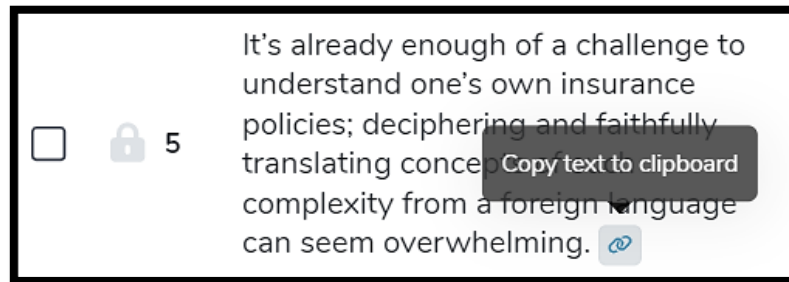 It’s already enough of a challenge to
understand one’s own insurance
5
policies; deciphering and faithfully
translating concep
Copy text to clipboard
complexity from a foreign language
can seem overwhelming.